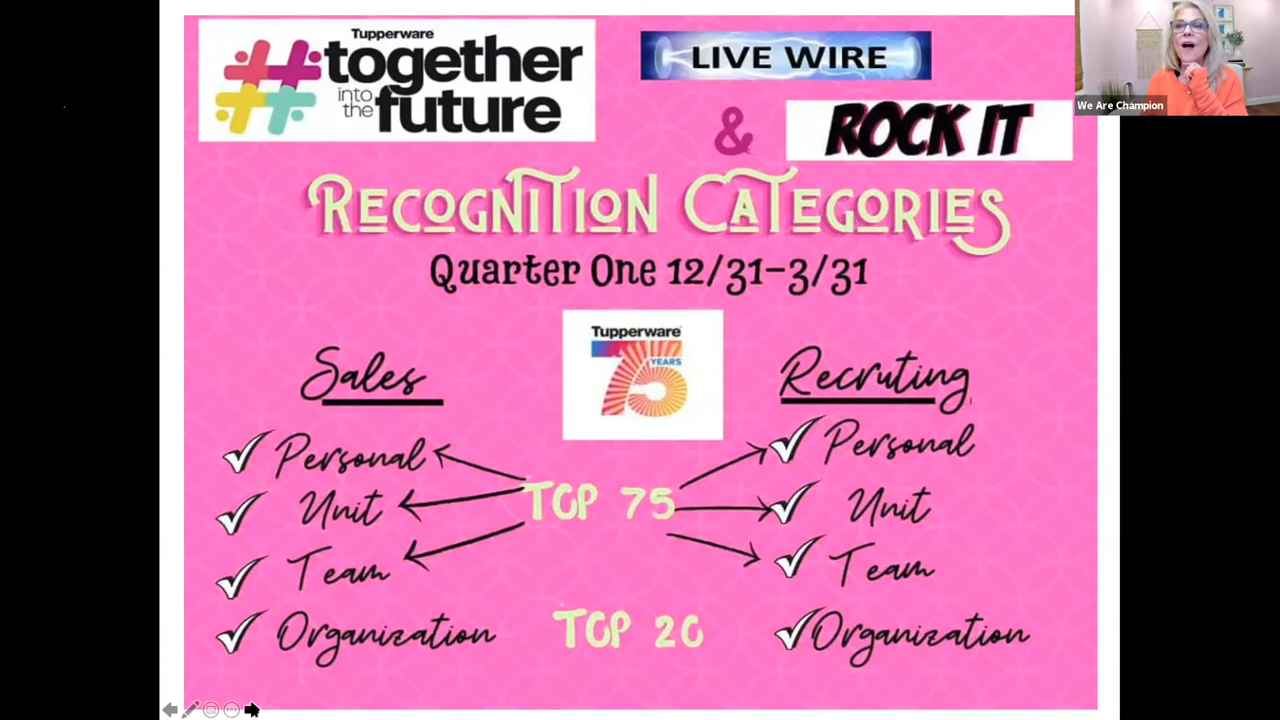 Tupperware
#together
into the future
LIVE WIRE
& ROCK IT
We Are Champion
RECOGNITION CATEGORIES
Quarter One 12/31-3/31
Tupperware
75 YEARS
Sales
Recruting
Personal
Unit
Team
Organization
TOP 75
TOP 20
Personal
Unit
Team
Organization